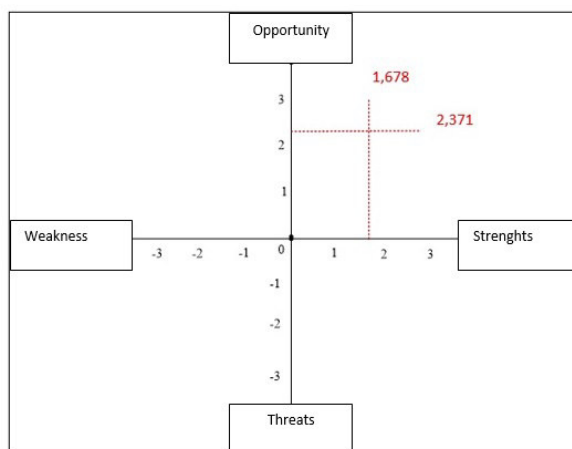 Opportunity
1,678
3
2,371
2
1
Weakness
Strenghts
-3 -2 -1 0 1 2 3
-1
-2
-3
Threats